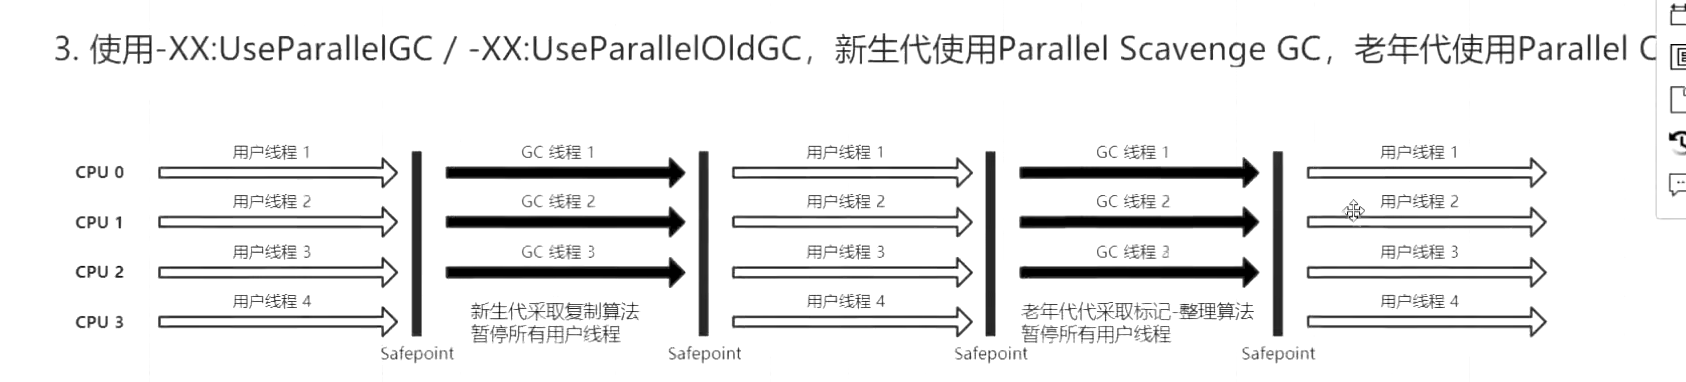 3. 使用-XX:UseParallelGC / -XX:UseParallelOldGC，新生代使用Parallel Scavenge GC，老年代使用Parallel
用户线程 1 GC 线程 1 用户线程 1 GC 线程 1 用户线程 1
CPU 0
用户线程 2 GC 线程 2 用户线程 2 GC 线程 2 用户线程 2
CPU 1
用户线程 3 GC 线程 3 用户线程 3 GC 线程 3 用户线程 3
CPU 2
用户线程 4 用户线程 4 用户线程 4
CPU 3
新生代采取复制算法
暂停所有用户线程
老年代代采取标记-整理算法
暂停所有用户线程
Safepoint Safepoint Safepoint Safepoint